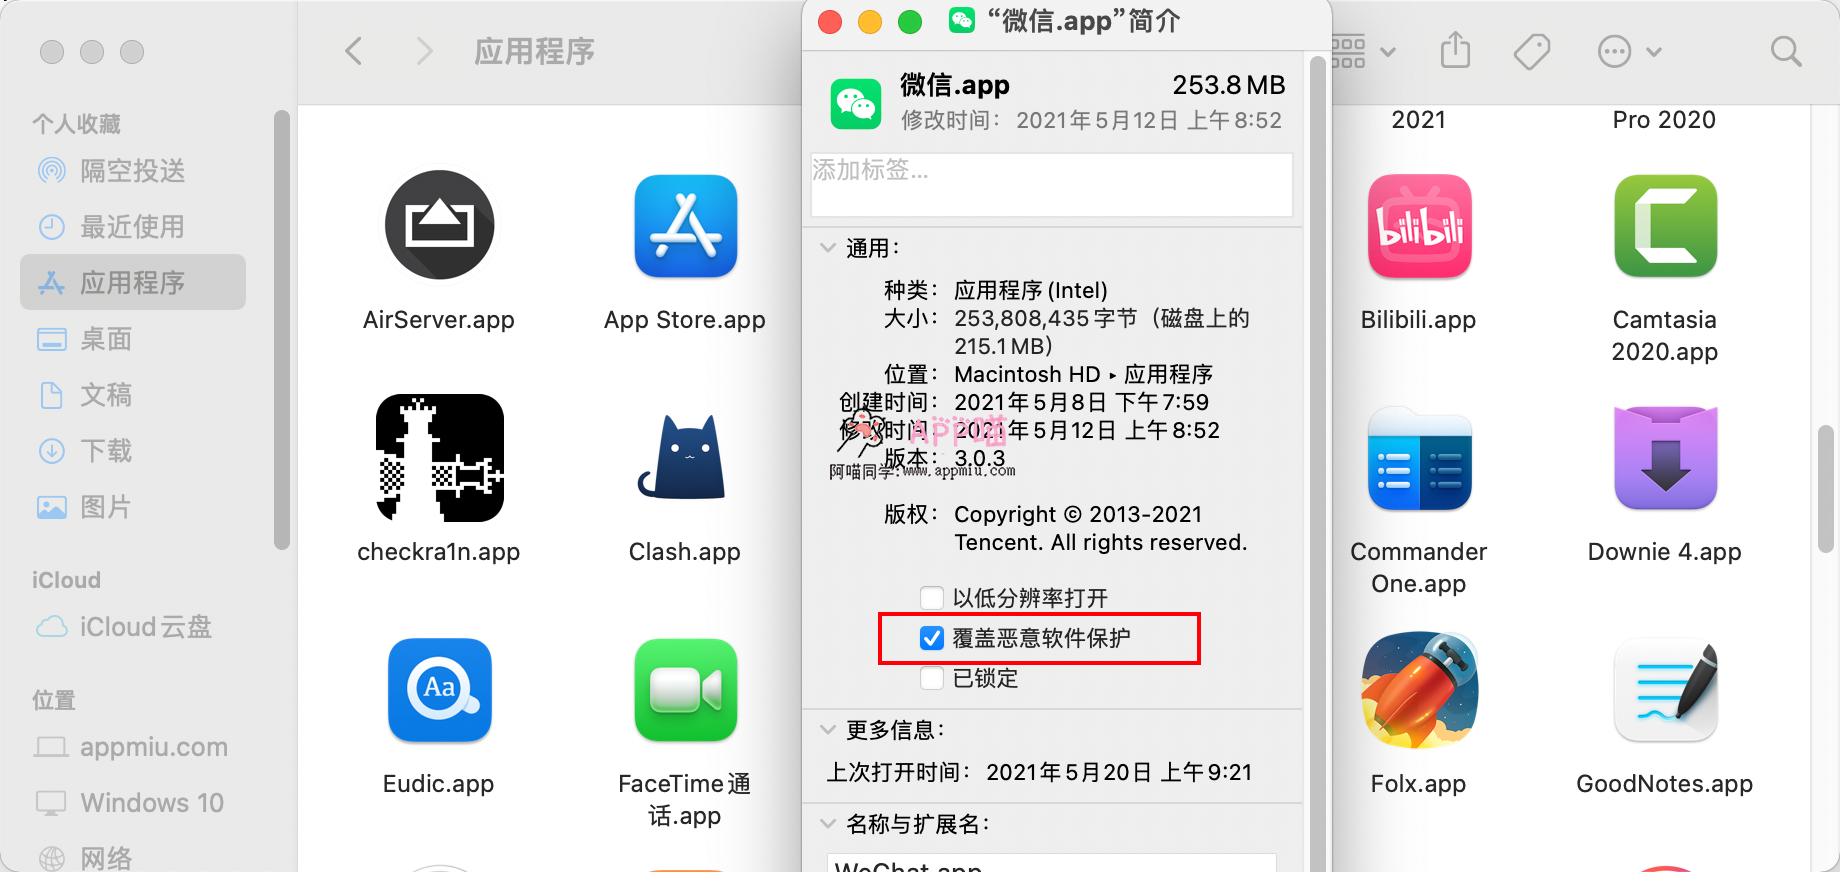 应用程序
个人收藏
隔空投送
最近使用
应用程序
桌面
文稿
下载
图片
iCloud
iCloud云盘
位置
appmiu.com
Windows 10
网络
AirServer.app
App Store.app
checkra1n.app
Clash.app
Aa
Eudic.app
FaceTime通
话.app
“微信.app”简介
微信.app
253.8 MB
修改时间: 2021年5月12日 上午8:52
添加标签...
通用:
种类: 应用程序 (Intel)
大小: 253,808,435 字节（磁盘上的
215.1 MB）
位置: Macintosh HD ▸ 应用程序
创建时间: 2021年5月8日 下午7:59
修改时间: 2021年5月12日 上午8:52
版本: 3.0.3
APP喵
阿喵同学:www.appmiu.com
版权: Copyright © 2013-2021
Tencent. All rights reserved.
以低分辨率打开
覆盖恶意软件保护
已锁定
更多信息:
上次打开时间: 2021年5月20日 上午9:21
名称与扩展名:
WeChat.app
2021
Pro 2020
bilibili
Bilibili.app
Camtasia
2020.app
Commander
One.app
Downie 4.app
Folx.app
GoodNotes.app